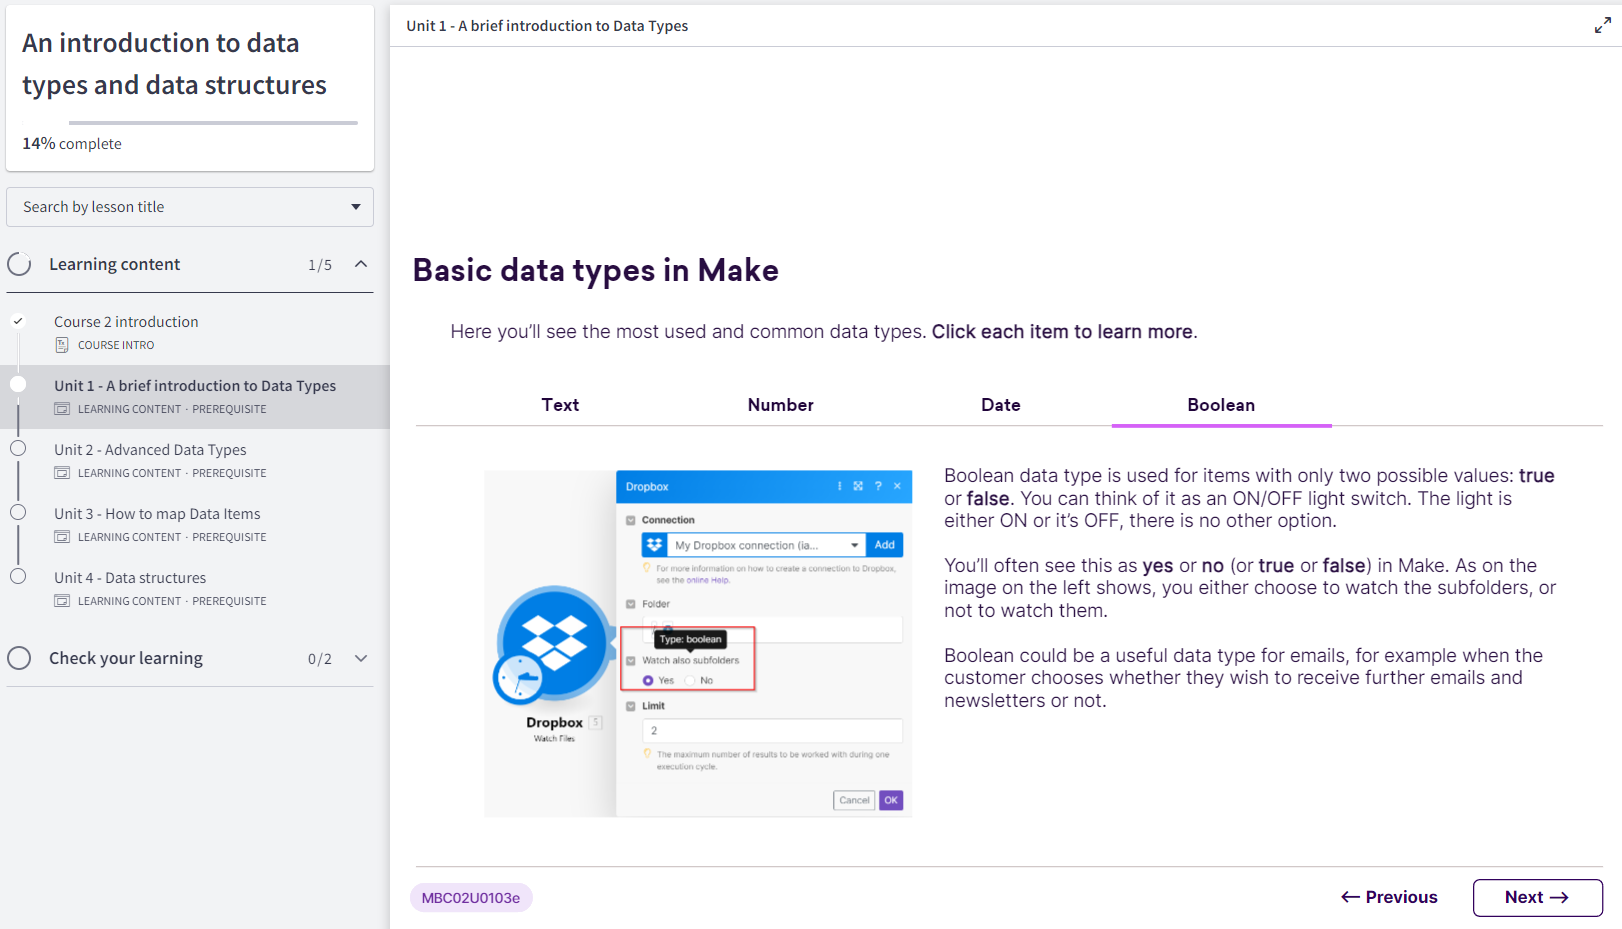 An introduction to data
types and data structures
14% complete
Search by lesson title
Learning content 1/5
Course 2 introduction
COURSE INTRO
Unit 1 - A brief introduction to Data Types
LEARNING CONTENT · PREREQUISITE
Unit 2 - Advanced Data Types
LEARNING CONTENT · PREREQUISITE
Unit 3 - How to map Data Items
LEARNING CONTENT · PREREQUISITE
Unit 4 - Data structures
LEARNING CONTENT · PREREQUISITE
Check your learning 0/2
Unit 1 - A brief introduction to Data Types
Basic data types in Make
Here you'll see the most used and common data types. Click each item to learn more.
Text Number Date Boolean
Dropbox
Connection
My Dropbox connection (ia... Add
For more information on how to create a connection to Dropbox,
see the online Help.
Folder
Type: boolean
Watch also subfolders
Yes No
Limit
2
The maximum number of results to be worked with during one
execution cycle.
Cancel OK
Dropbox 5
Watch Files
Boolean data type is used for items with only two possible values: true
or false. You can think of it as an ON/OFF light switch. The light is
either ON or it's OFF, there is no other option.
You'll often see this as yes or no (or true or false) in Make. As on the
image on the left shows, you either choose to watch the subfolders, or
not to watch them.
Boolean could be a useful data type for emails, for example when the
customer chooses whether they wish to receive further emails and
newsletters or not.
MBC02U0103e
← Previous
Next →